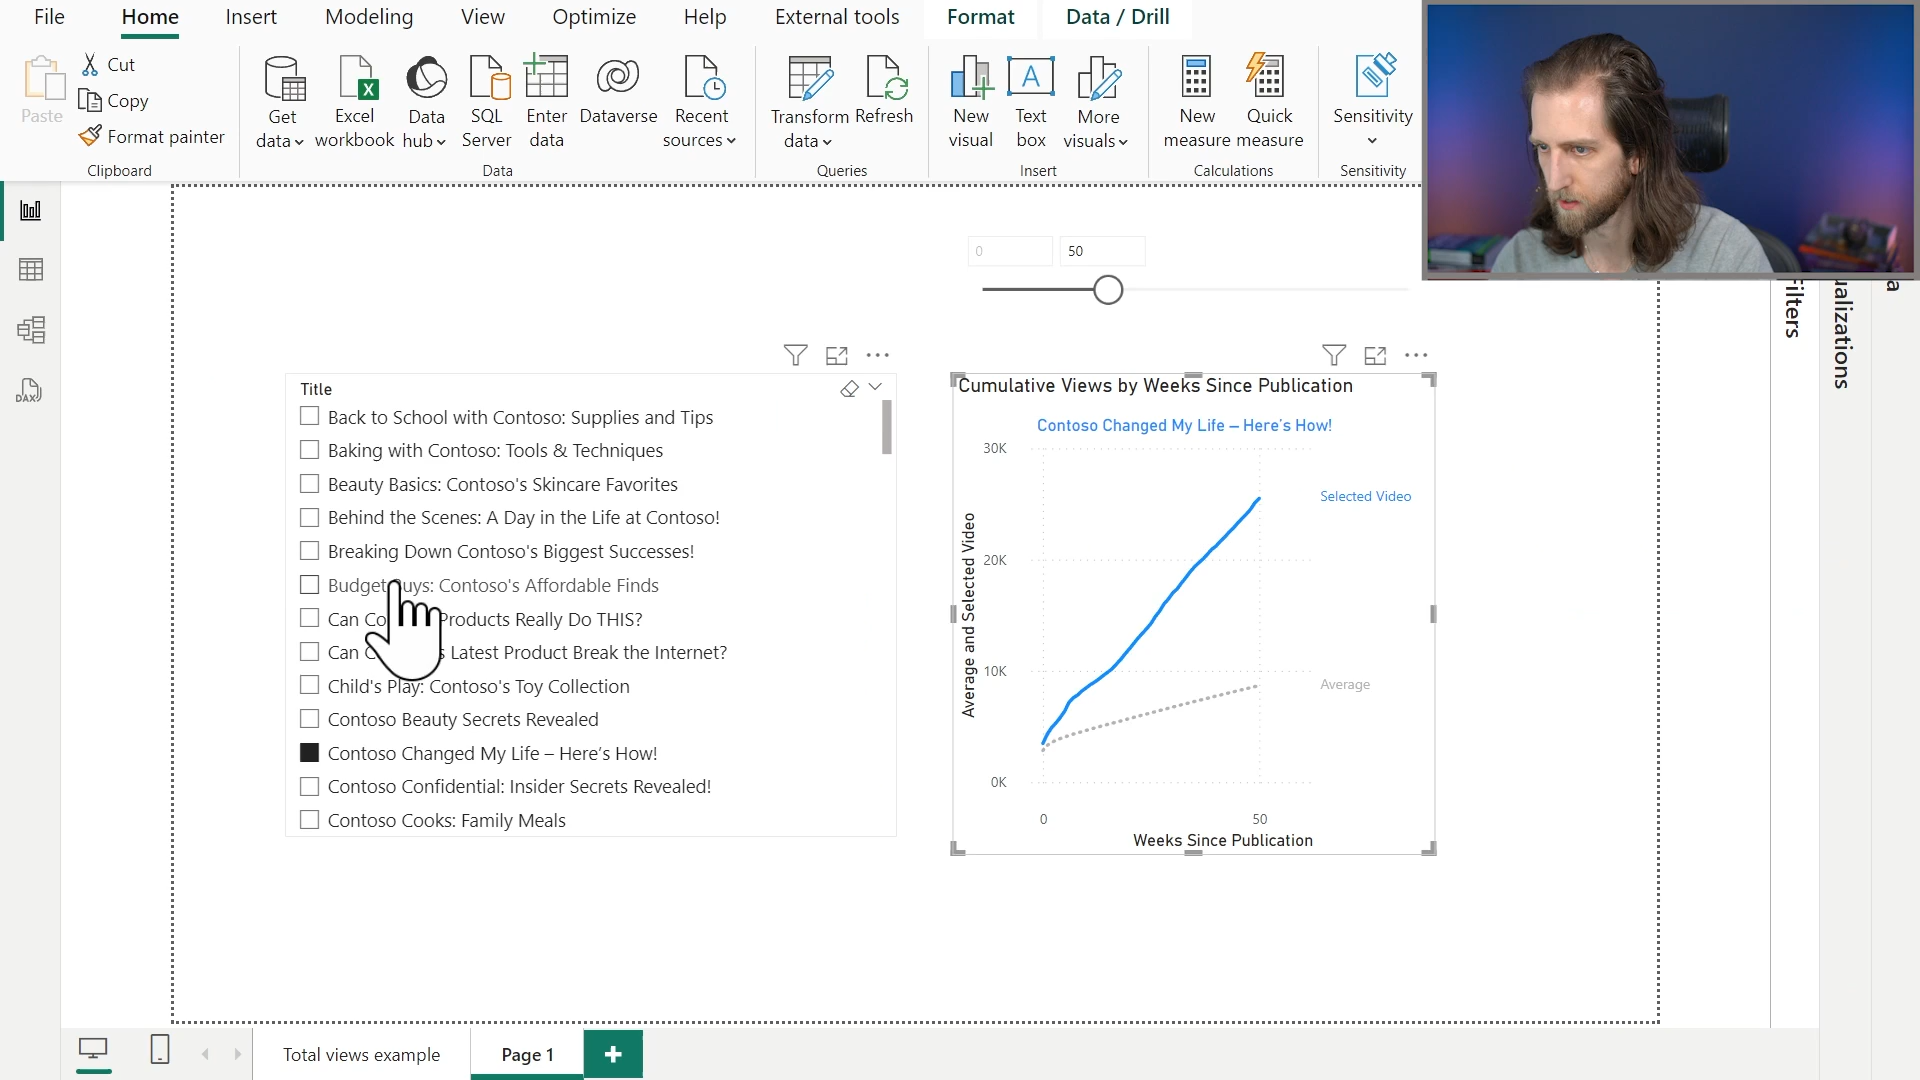 File Home Insert Modeling View Optimize Help External tools Format Data / Drill
Paste
Cut
Copy
Format painter
Clipboard
Get data
Excel workbook
Data hub
SQL Server
Enter data
Dataverse
Recent sources
Data
Transform data
Refresh
Queries
New visual
Text box
More visuals
Insert
New measure
Quick measure
Calculations
Sensitivity
Sensitivity
DAX
0 50
Title
Back to School with Contoso: Supplies and Tips
Baking with Contoso: Tools & Techniques
Beauty Basics: Contoso's Skincare Favorites
Behind the Scenes: A Day in the Life at Contoso!
Breaking Down Contoso's Biggest Successes!
Budget uys: Contoso's Affordable Finds
Can Co Products Really Do THIS?
Can C s Latest Product Break the Internet?
Child's Play: Contoso's Toy Collection
Contoso Beauty Secrets Revealed
Contoso Changed My Life – Here's How!
Contoso Confidential: Insider Secrets Revealed!
Contoso Cooks: Family Meals
Cumulative Views by Weeks Since Publication
Contoso Changed My Life – Here's How!
Average and Selected Video
30K
20K
10K
0K
Selected Video
Average
0 50
Weeks Since Publication
ilters
ualizations
a
Total views example
Page 1